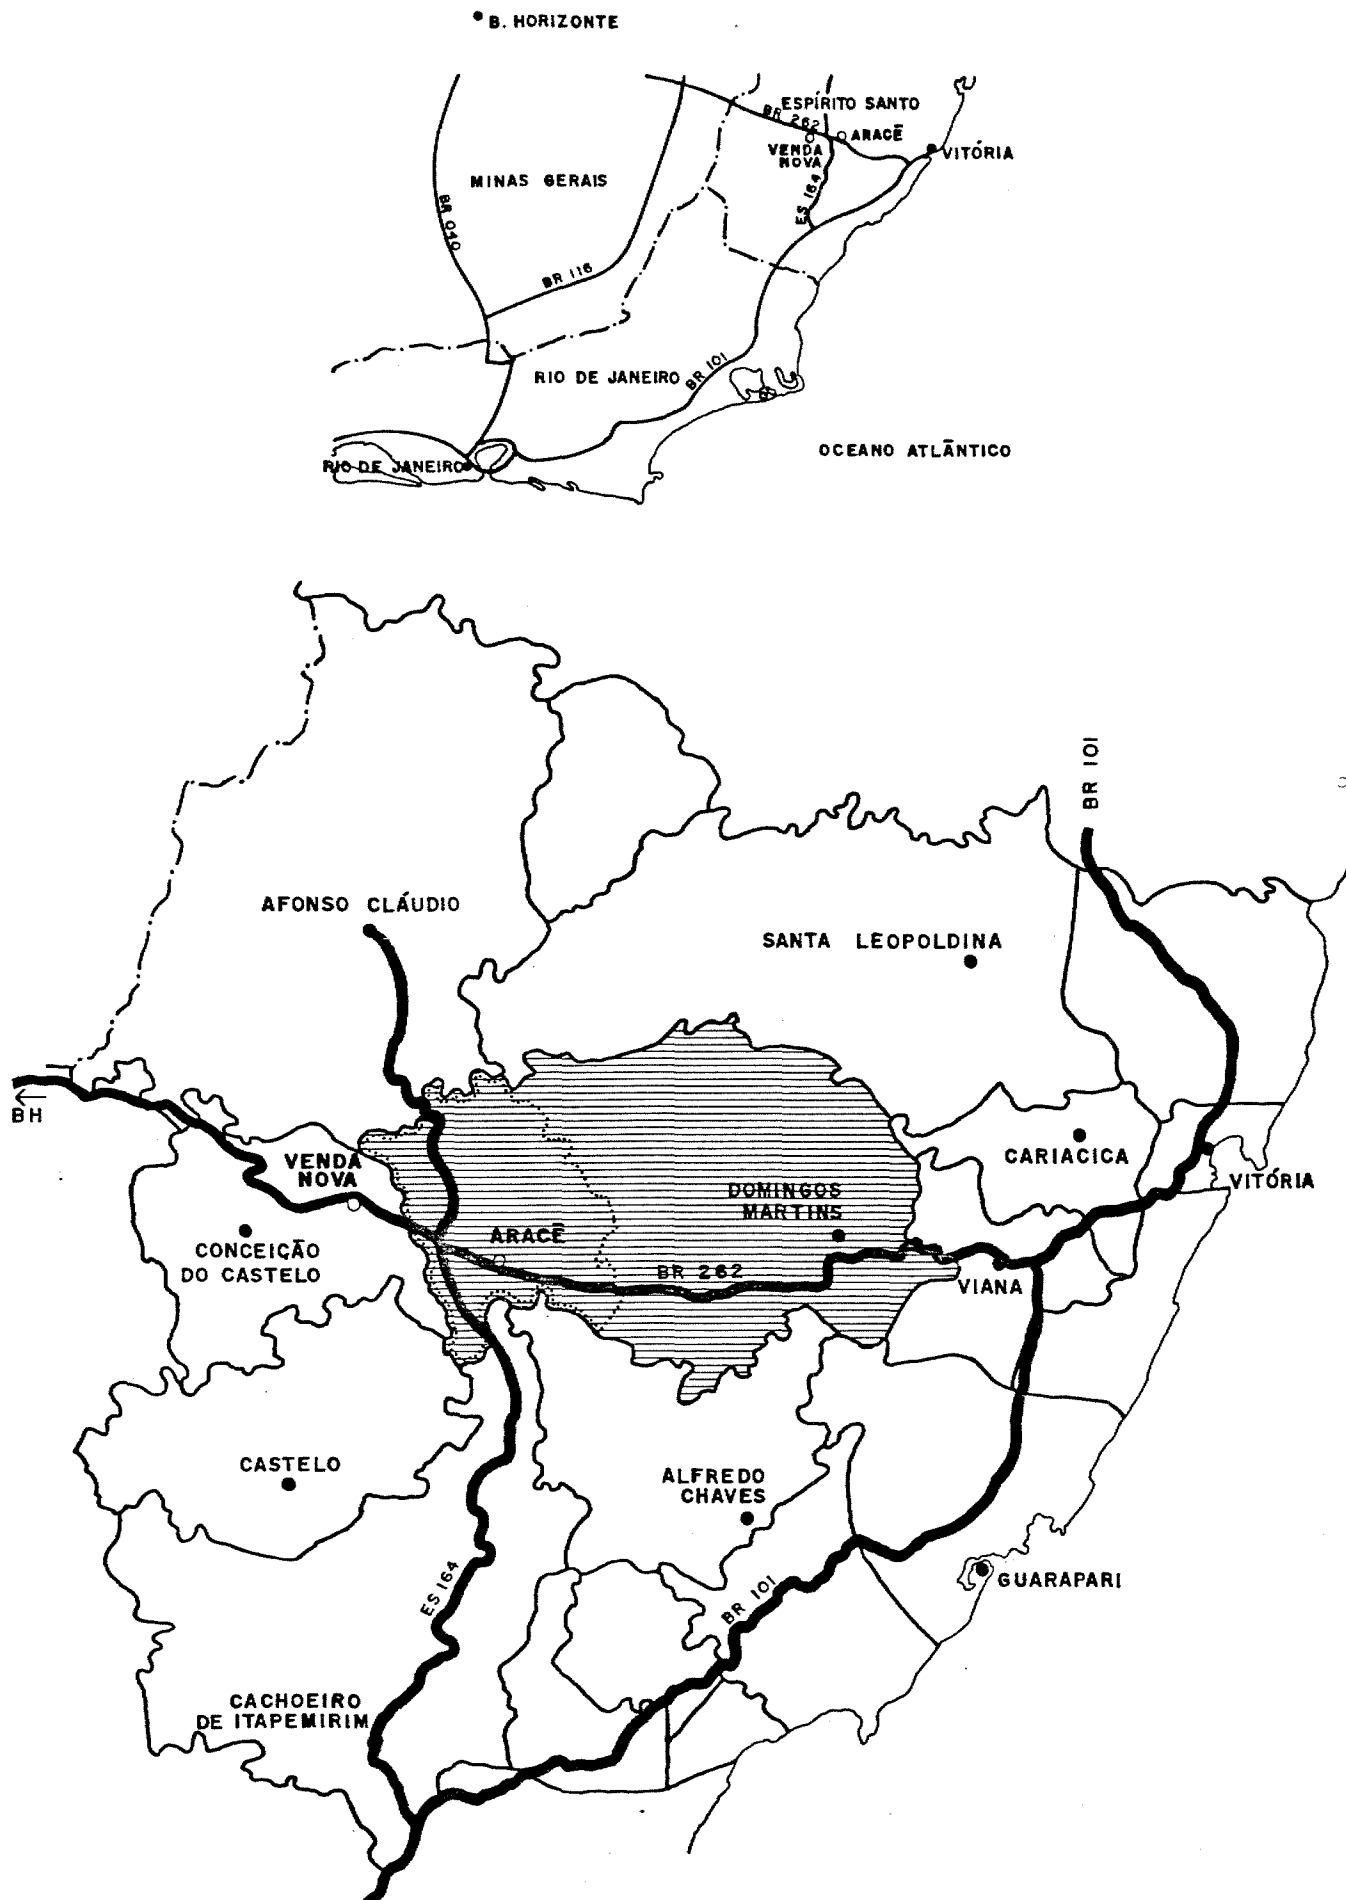 B. HORIZONTE
ESPÍRITO SANTO
BR 262
ARACÊ
VENDA
NOVA
VITÓRIA
MINAS GERAIS
ES 164
BR 040
BR 116
RIO DE JANEIRO
BR 101
OCEANO ATLÂNTICO
RIO DE JANEIRO
BR 101
AFONSO CLÁUDIO
SANTA LEOPOLDINA
BH
VENDA
NOVA
CARIACICA
VITÓRIA
DOMINGOS
MARTINS
ARACÊ
CONCEIÇÃO
DO CASTELO
BR 262
VIANA
CASTELO
ALFREDO
CHAVES
ES 164
BR 101
GUARAPARI
CACHOEIRO
DE ITAPEMIRIM